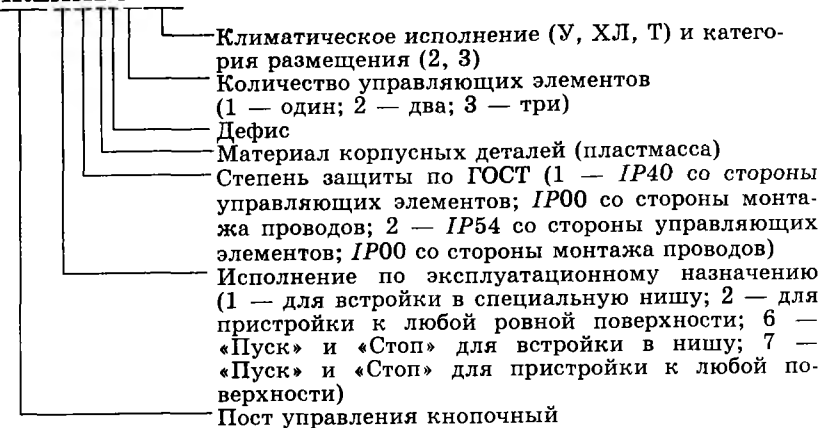 Климатическое исполнение (У, ХЛ, Т) и катего-
рия размещения (2, 3)
Количество управляющих элементов
(1 — один; 2 — два; 3 — три)
Дефис
Материал корпусных деталей (пластмасса)
Степень защиты по ГОСТ (1 — IP40 со стороны
управляющих элементов; IP00 со стороны монта-
жа проводов; 2 — IP54 со стороны управляющих
элементов; IP00 со стороны монтажа проводов)
Исполнение по эксплуатационному назначению
(1 — для встройки в специальную нишу; 2 — для
пристройки к любой ровной поверхности; 6 —
«Пуск» и «Стоп» для встройки в нишу; 7 —
«Пуск» и «Стоп» для пристройки к любой по-
верхности)
Пост управления кнопочный